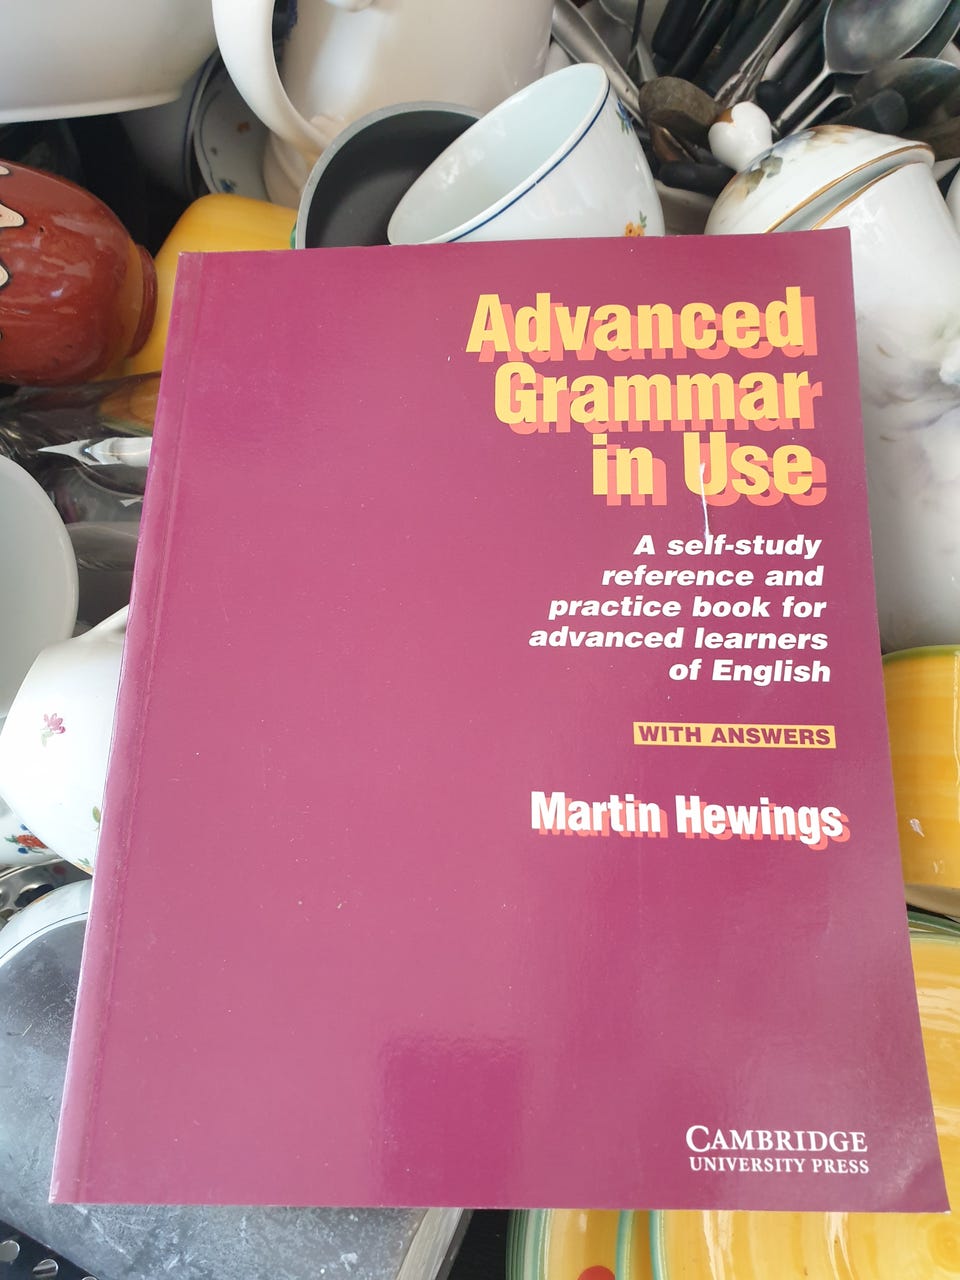 Advanced
Grammar
in Use
A self-study
reference and
practice book for
advanced learners
of English
WITH ANSWERS
Martin Hewings
CAMBRIDGE
UNIVERSITY PRESS